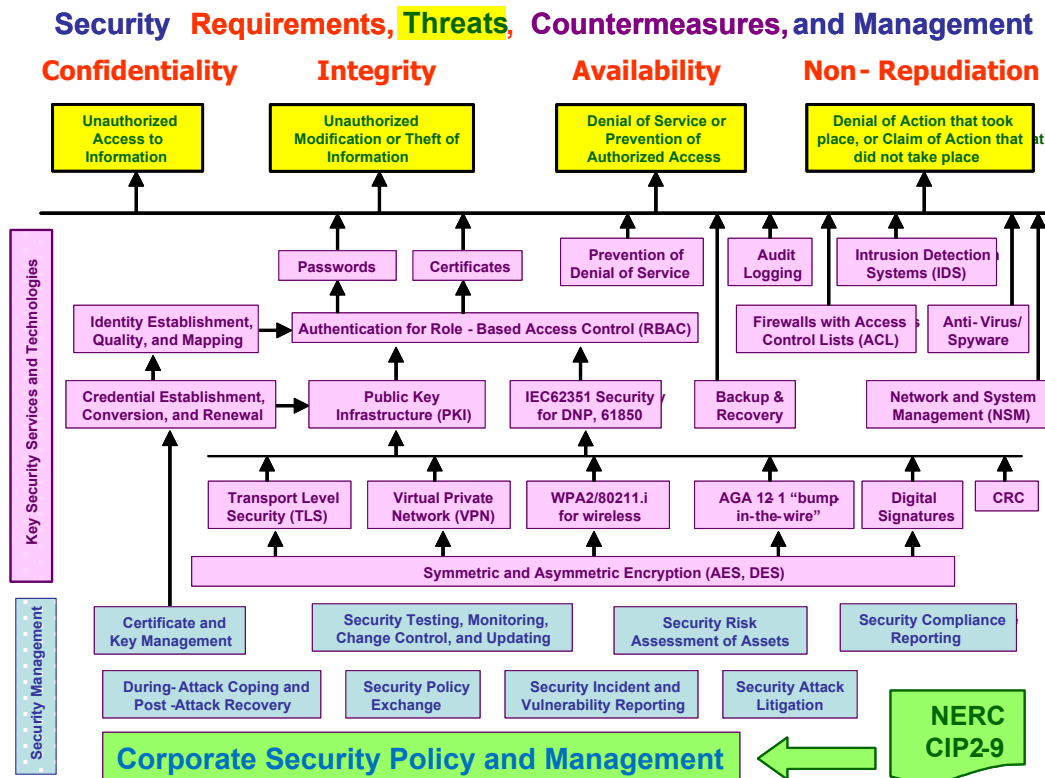 Security Requirements, Threats, Countermeasures, and Management
Confidentiality Integrity Availability Non- Repudiation
Unauthorized
Access to
Information
Unauthorized
Modification or Theft of
Information
Denial of Service or
Prevention of
Authorized Access
Denial of Action that took
place, or Claim of Action that at
did not take place
Key Security Services and Technologies
Passwords
Certificates
Prevention of
Denial of Service
Audit
Logging
Intrusion Detection n
Systems (IDS)
Identity Establishment,
Quality, and Mapping
Authentication for Role - Based Access Control (RBAC)
Firewalls with Access s
Control Lists (ACL)
Anti-Virus/
Spyware
Credential Establishment,
Conversion, and Renewal
Public Key
Infrastructure (PKI)
IEC62351 Security y
for DNP, 61850
Backup &
Recovery
Network and System
Management (NSM)
Transport Level
Security (TLS)
Virtual Private
Network (VPN)
WPA2/80211.i
for wireless
AGA 12-1 “bump-
in-the-wire”
Digital
Signatures
CRC
Symmetric and Asymmetric Encryption (AES, DES)
Security Management
Certificate and
Key Management
Security Testing, Monitoring,
Change Control, and Updating
Security Risk
Assessment of Assets
Security Compliance e
Reporting
During-Attack Coping and
Post -Attack Recovery
Security Policy
Exchange
Security Incident and
Vulnerability Reporting
Security Attack
Litigation
Corporate Security Policy and Management
NERC
CIP2-9